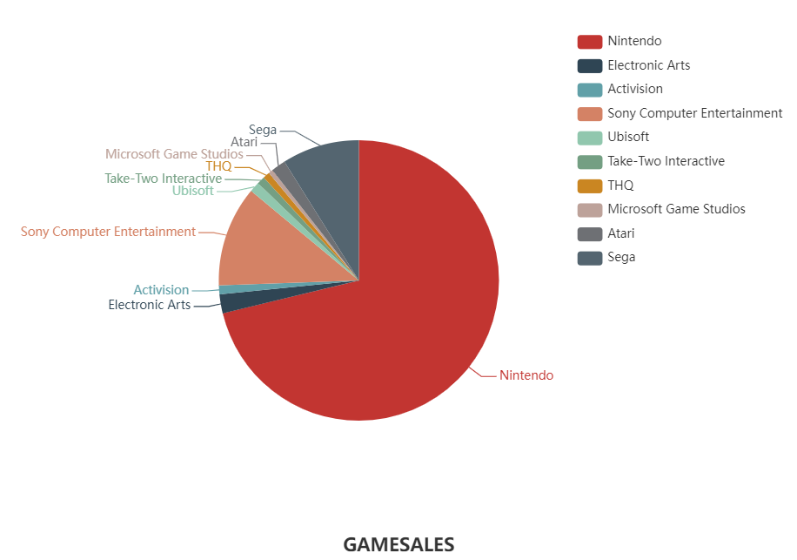 Nintendo
Electronic Arts
Activision
Sony Computer Entertainment
Ubisoft
Take-Two Interactive
THQ
Microsoft Game Studios
Atari
Sega
Sega
Atari
Microsoft Game Studios
THQ
Take-Two Interactive
Ubisoft
Sony Computer Entertainment
Activision
Electronic Arts
Nintendo
GAMESALES